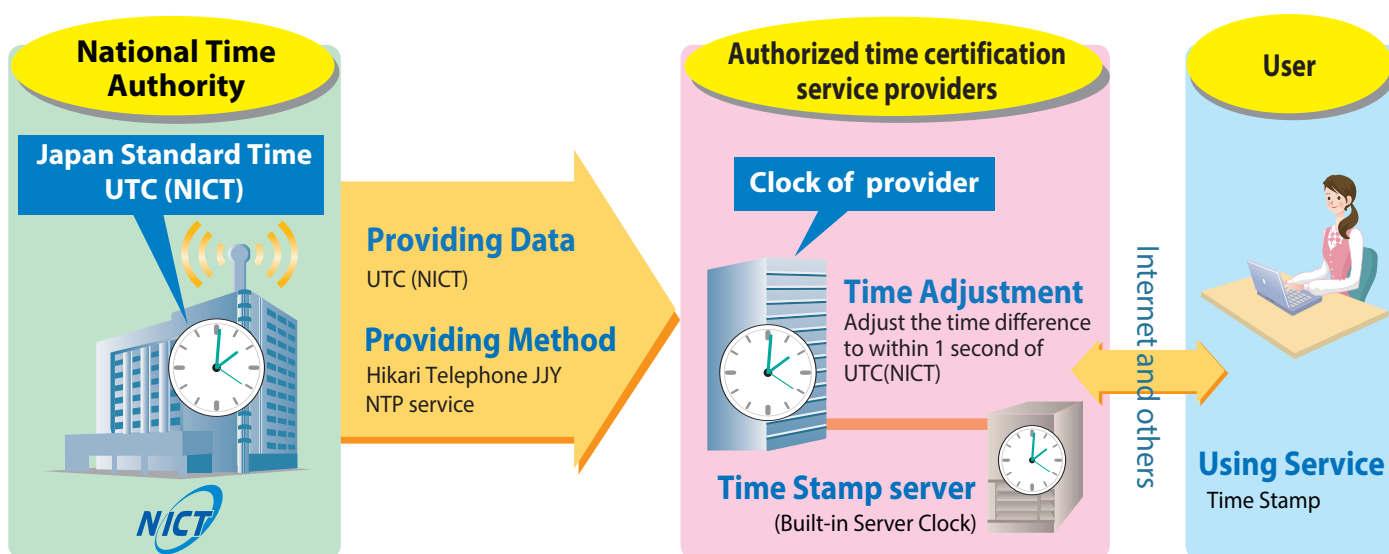 National Time
Authority
Japan Standard Time
UTC (NICT)
NICT
Providing Data
UTC (NICT)
Providing Method
Hikari Telephone JJY
NTP service
Authorized time certification
service providers
Clock of provider
Time Adjustment
Adjust the time difference
to within 1 second of
UTC(NICT)
Time Stamp server
(Built-in Server Clock)
Internet and others
User
Using Service
Time Stamp